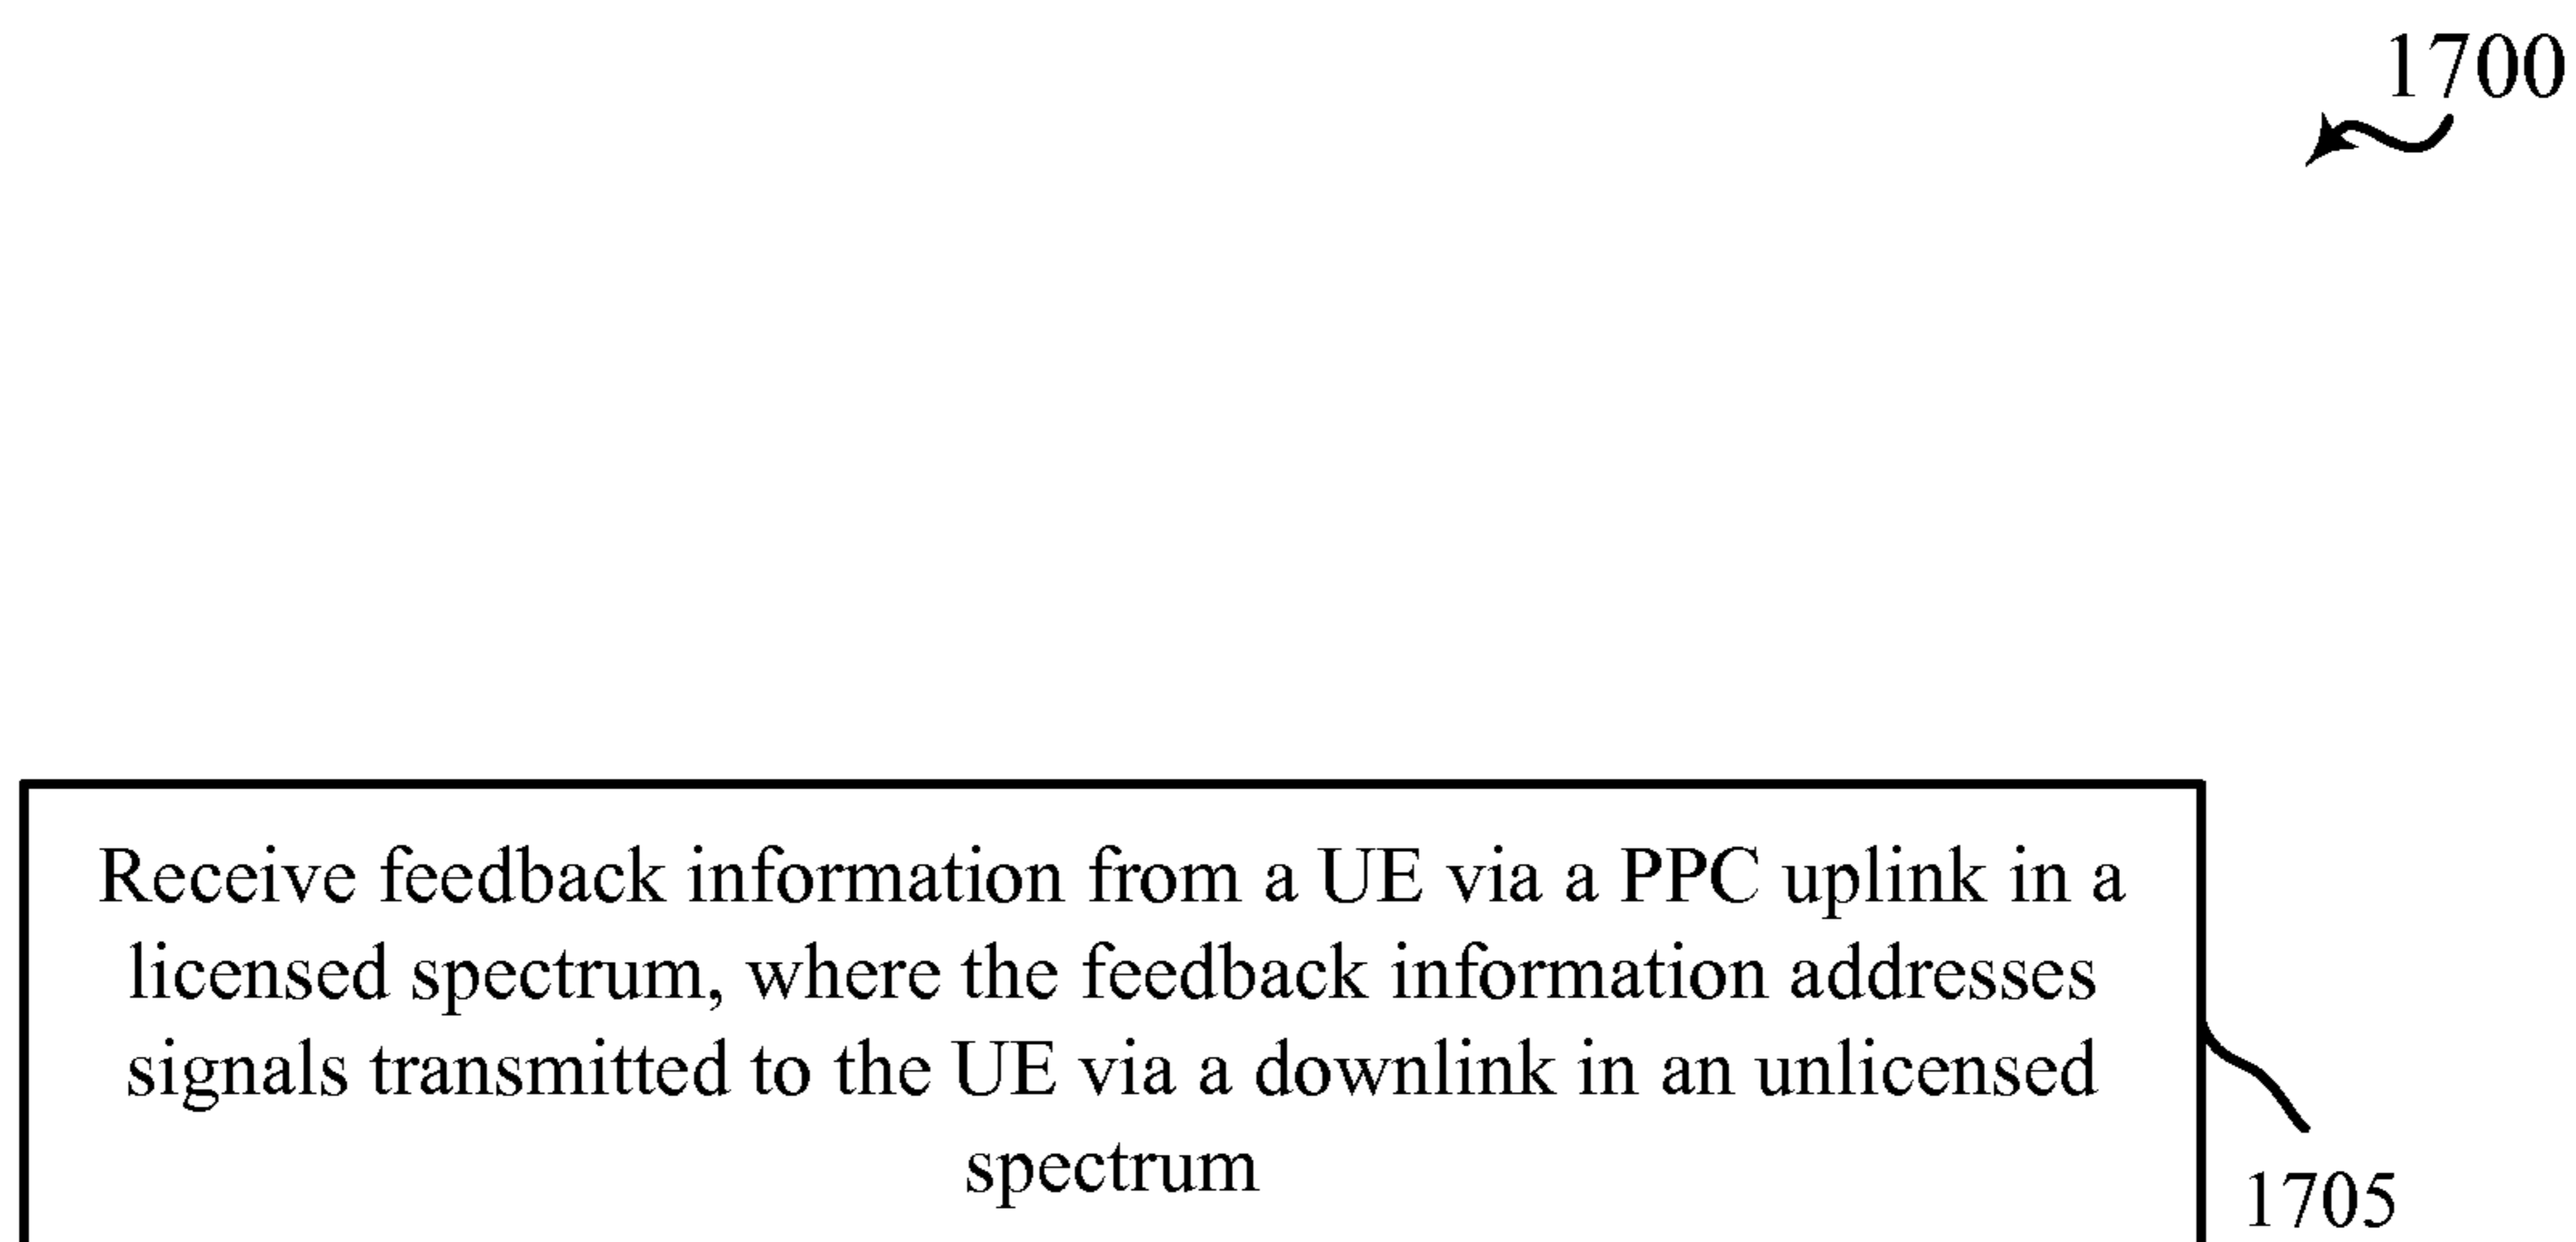 1700
Receive feedback information from a UE via a PPC uplink in a
licensed spectrum, where the feedback information addresses
signals transmitted to the UE via a downlink in an unlicensed
spectrum
1705